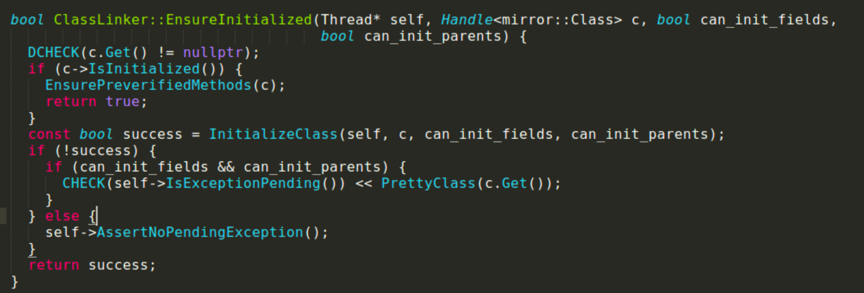 bool ClassLinker::EnsureInitialized(Thread* self, Handle<mirror::Class> c, bool can_init_fields,
                                    bool can_init_parents) {
  DCHECK(c.Get() != nullptr);
  if (c->IsInitialized()) {
    EnsurePreverifiedMethods(c);
    return true;
  }
  const bool success = InitializeClass(self, c, can_init_fields, can_init_parents);
  if (!success) {
    if (can_init_fields && can_init_parents) {
      CHECK(self->IsExceptionPending()) << PrettyClass(c.Get());
    }
  } else {
    self->AssertNoPendingException();
  }
  return success;
}